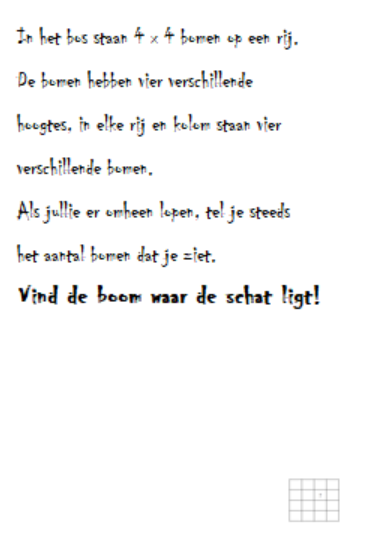 In het bos staan 4 x 4 bomen op een rij.
De bomen hebben vier verschillende
hoogtes, in elke rij en kolom staan vier
verschillende bomen.
Als jullie er omheen lopen, tel je steeds
het aantal bomen dat je ziet.
Vind de boom waar de schat ligt!